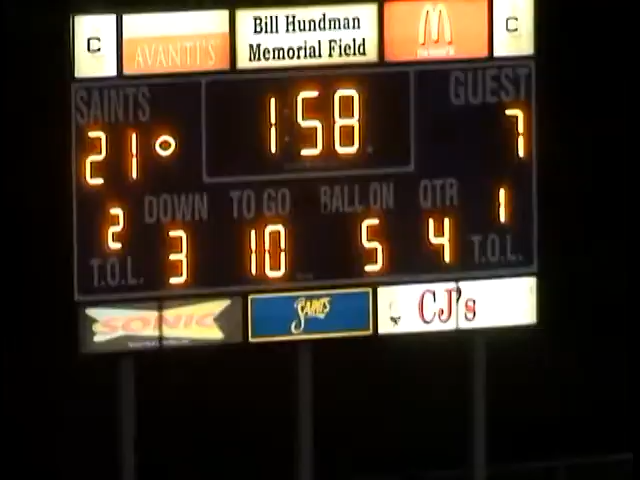 C
AVANTI'S
Bill Hundman
Memorial Field
M
C
SAINTS
1:58
GUEST
21
7
DOWN TO GO BALL ON QTR
2 3 10 5 4 1
T.O.L. T.O.L.
SONIC
SAINTS
CJ's